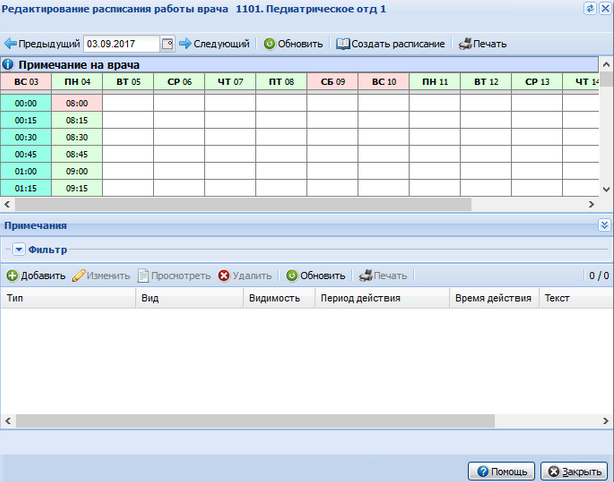 Редактирование расписания работы врача 1101. Педиатрическое отд 1
Предыдущий 03.09.2017 Следующий Обновить Создать расписание Печать
Примечание на врача
ВС 03 ПН 04 ВТ 05 СР 06 ЧТ 07 ПТ 08 СБ 09 ВС 10 ПН 11 ВТ 12 СР 13 ЧТ 14
00:00 08:00
00:15 08:15
00:30 08:30
00:45 08:45
01:00 09:00
01:15 09:15
Примечания
Фильтр
Добавить Изменить Просмотреть Удалить Обновить Печать 0 / 0
Тип Вид Видимость Период действия Время действия Текст
Помощь Закрыть